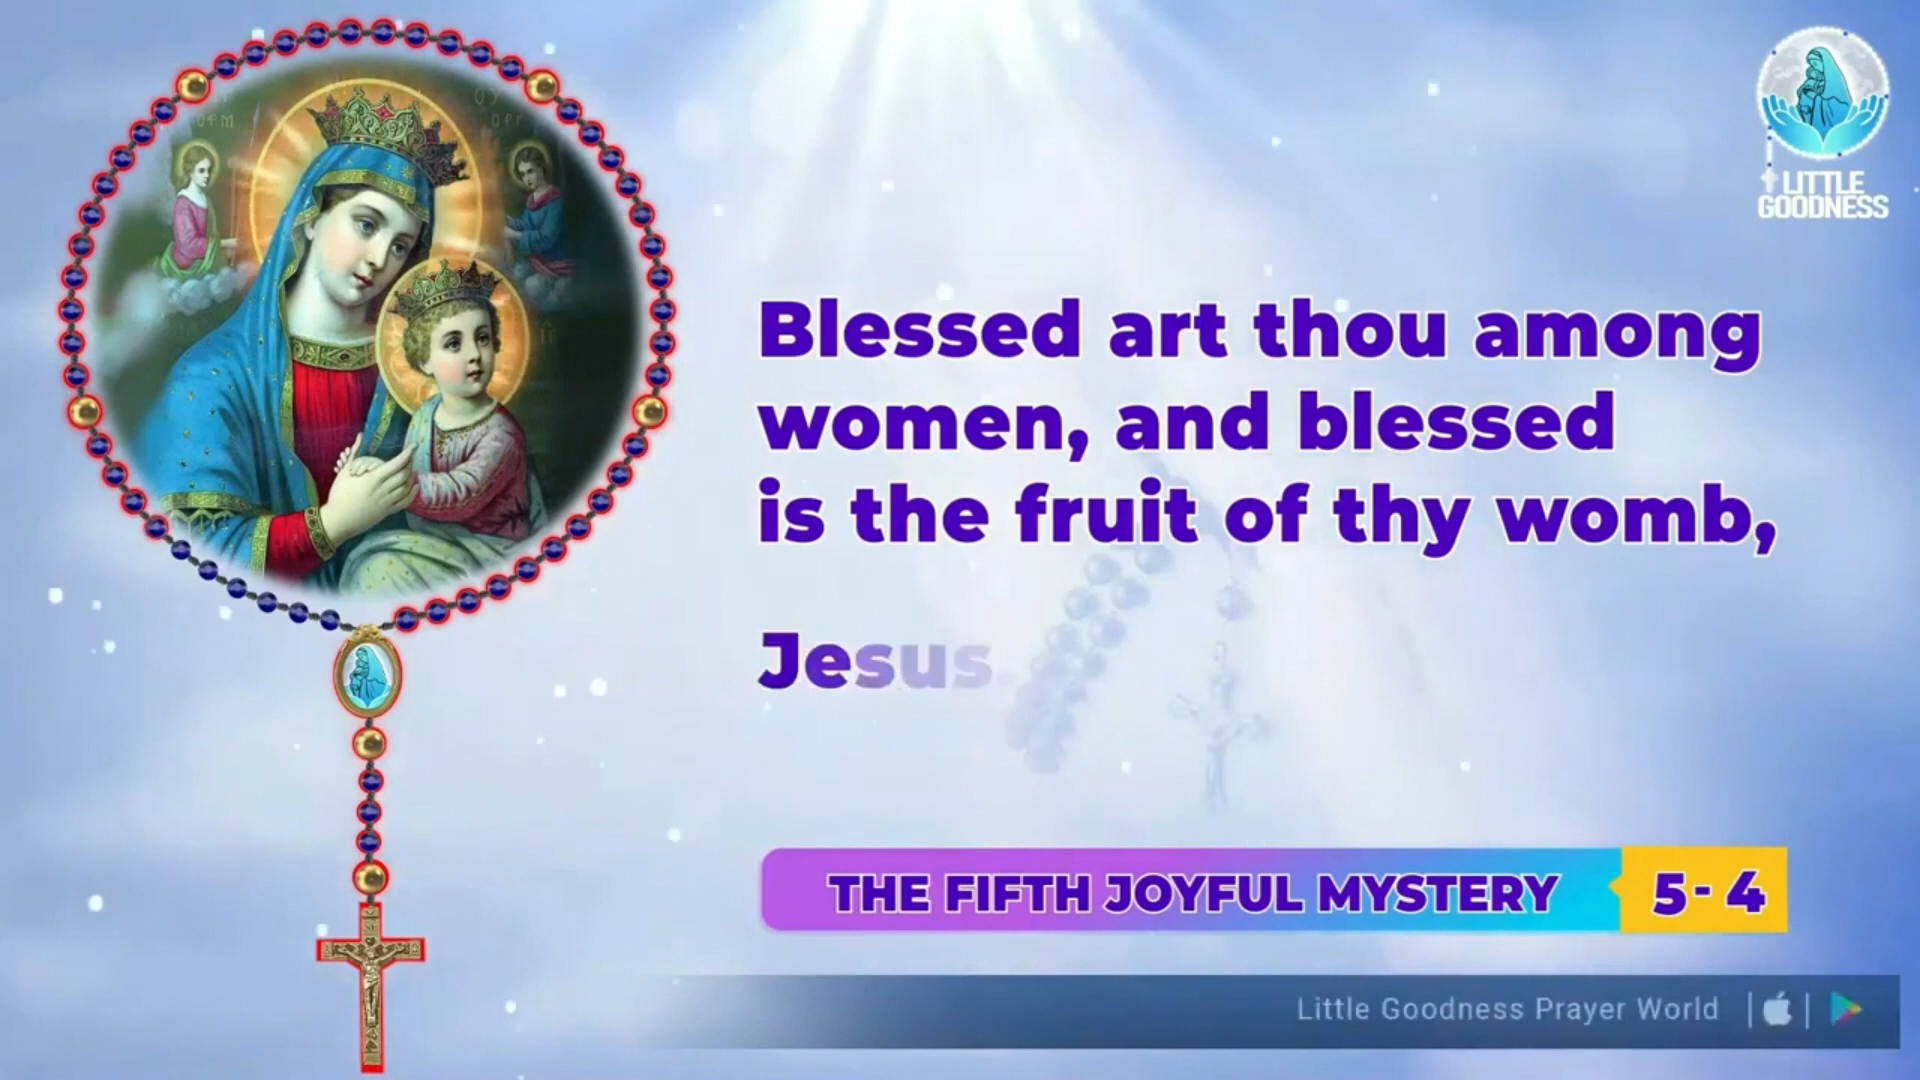 LITTLE
GOODNESS
Blessed art thou among
women, and blessed
is the fruit of thy womb,
Jesus.
THE FIFTH JOYFUL MYSTERY
5- 4
Little Goodness Prayer World